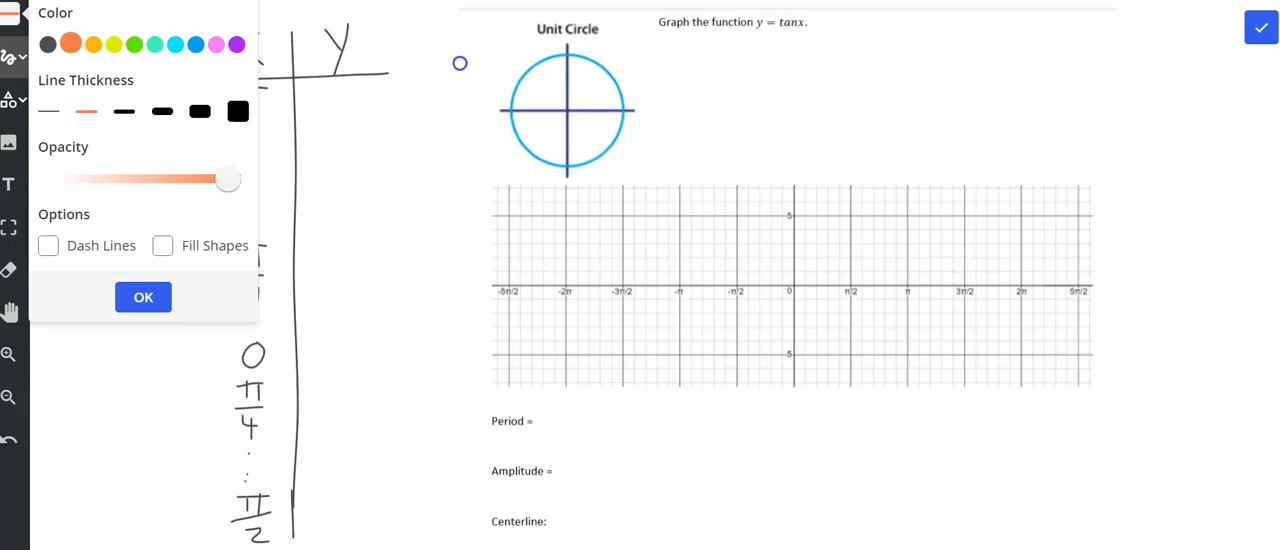 Color
Line Thickness
Opacity
Options
Dash Lines
Fill Shapes
OK
y
0
π
4
π
2
Unit Circle
Graph the function y = tanx.
5
-5π/2 -2π -3π/2 -π -π/2 0 π/2 π 3π/2 2π 5π/2
-5
Period =
Amplitude =
Centerline: